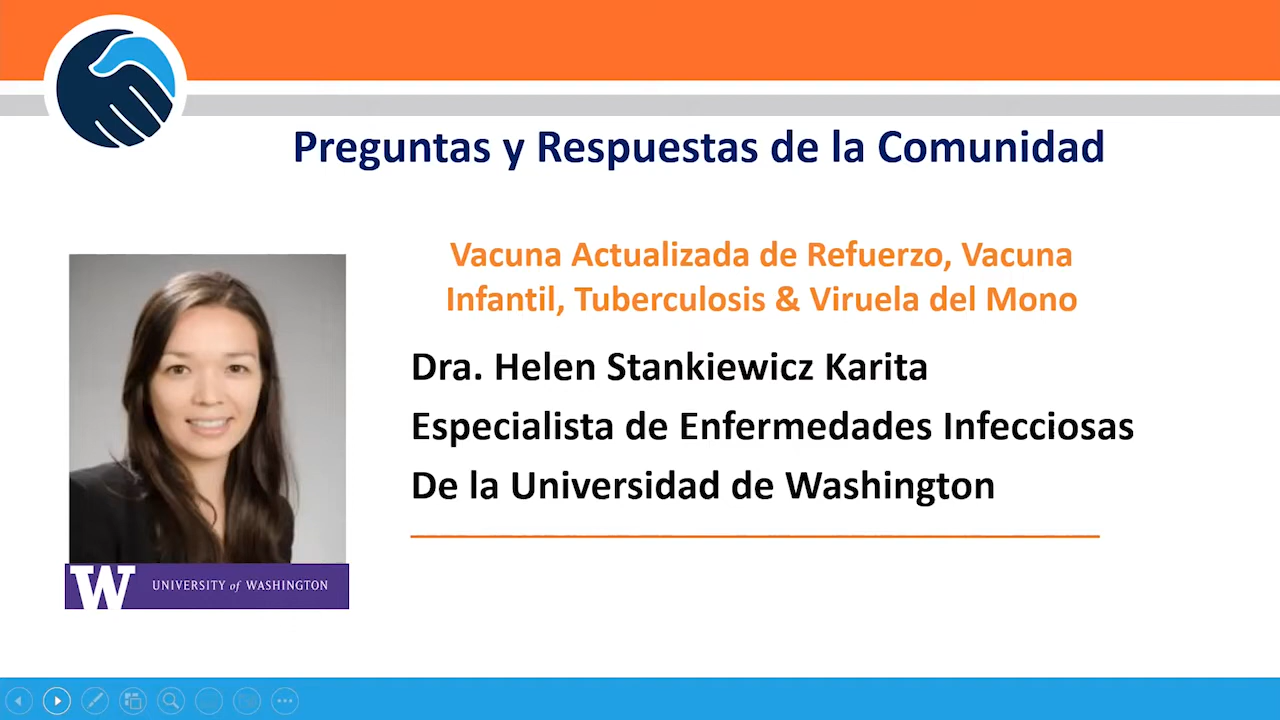 Preguntas y Respuestas de la Comunidad
Vacuna Actualizada de Refuerzo, Vacuna
Infantil, Tuberculosis & Viruela del Mono
Dra. Helen Stankiewicz Karita
Especialista de Enfermedades Infecciosas
De la Universidad de Washington
W UNIVERSITY of WASHINGTON